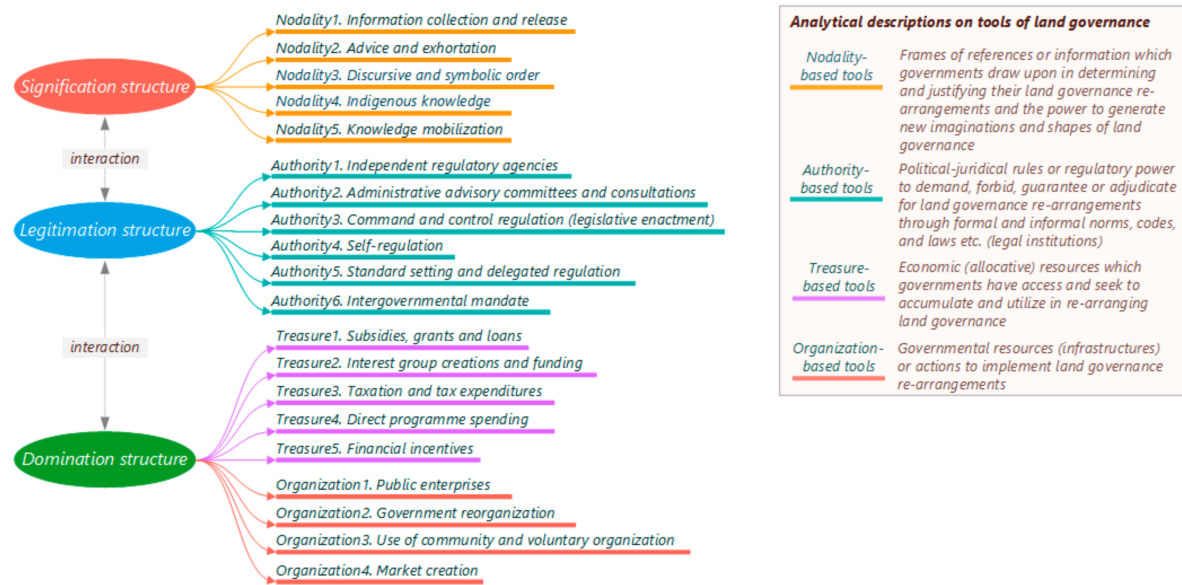 Signification structure
Nodality1. Information collection and release
Nodality2. Advice and exhortation
Nodality3. Discursive and symbolic order
Nodality4. Indigenous knowledge
Nodality5. Knowledge mobilization
interaction
Legitimation structure
Authority1. Independent regulatory agencies
Authority2. Administrative advisory committees and consultations
Authority3. Command and control regulation (legislative enactment)
Authority4. Self-regulation
Authority5. Standard setting and delegated regulation
Authority6. Intergovernmental mandate
interaction
Domination structure
Treasure1. Subsidies, grants and loans
Treasure2. Interest group creations and funding
Treasure3. Taxation and tax expenditures
Treasure4. Direct programme spending
Treasure5. Financial incentives
Organization1. Public enterprises
Organization2. Government reorganization
Organization3. Use of community and voluntary organization
Organization4. Market creation
Analytical descriptions on tools of land governance
Nodality-
based tools
Frames of references or information which
governments draw upon in determining
and justifying their land governance re-
arrangements and the power to generate
new imaginations and shapes of land
governance
Authority-
based tools
Political-juridical rules or regulatory power
to demand, forbid, guarantee or adjudicate
for land governance re-arrangements
through formal and informal norms, codes,
and laws etc. (legal institutions)
Treasure-
based tools
Economic (allocative) resources which
governments have access and seek to
accumulate and utilize in re-arranging
land governance
Organization-
based tools
Governmental resources (infrastructures)
or actions to implement land governance
re-arrangements